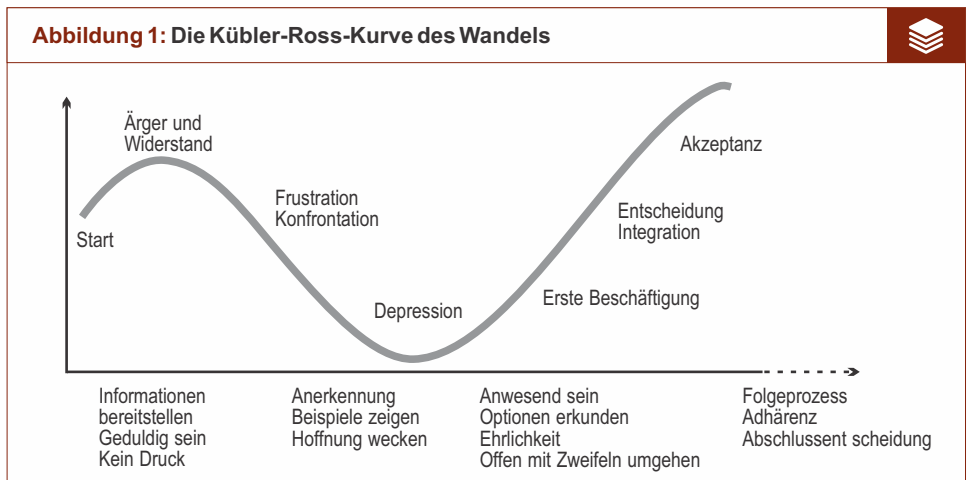 Abbildung 1: Die Kübler-Ross-Kurve des Wandels
Ärger und
Widerstand
Start
Frustration
Konfrontation
Depression
Erste Beschäftigung
Entscheidung
Integration
Akzeptanz
Informationen
bereitstellen
Geduldig sein
Kein Druck
Anerkennung
Beispiele zeigen
Hoffnung wecken
Anwesend sein
Optionen erkunden
Ehrlichkeit
Offen mit Zweifeln umgehen
Folgeprozess
Adhärenz
Abschlussent scheidung